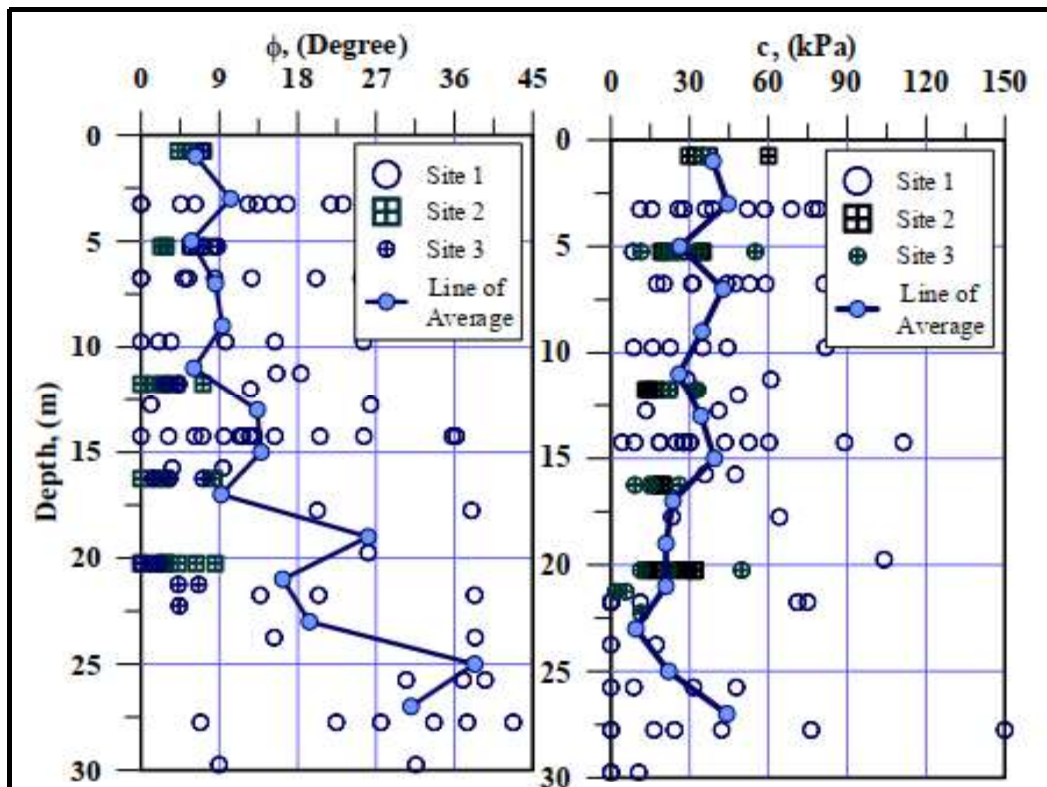 ϕ, (Degree)
0 9 18 27 36 45
0
5
10
15
20
25
30
Depth, (m)
Site 1
Site 2
Site 3
Line of
Average
c, (kPa)
0 30 60 90 120 150
0
5
10
15
20
25
30
Site 1
Site 2
Site 3
Line of
Average